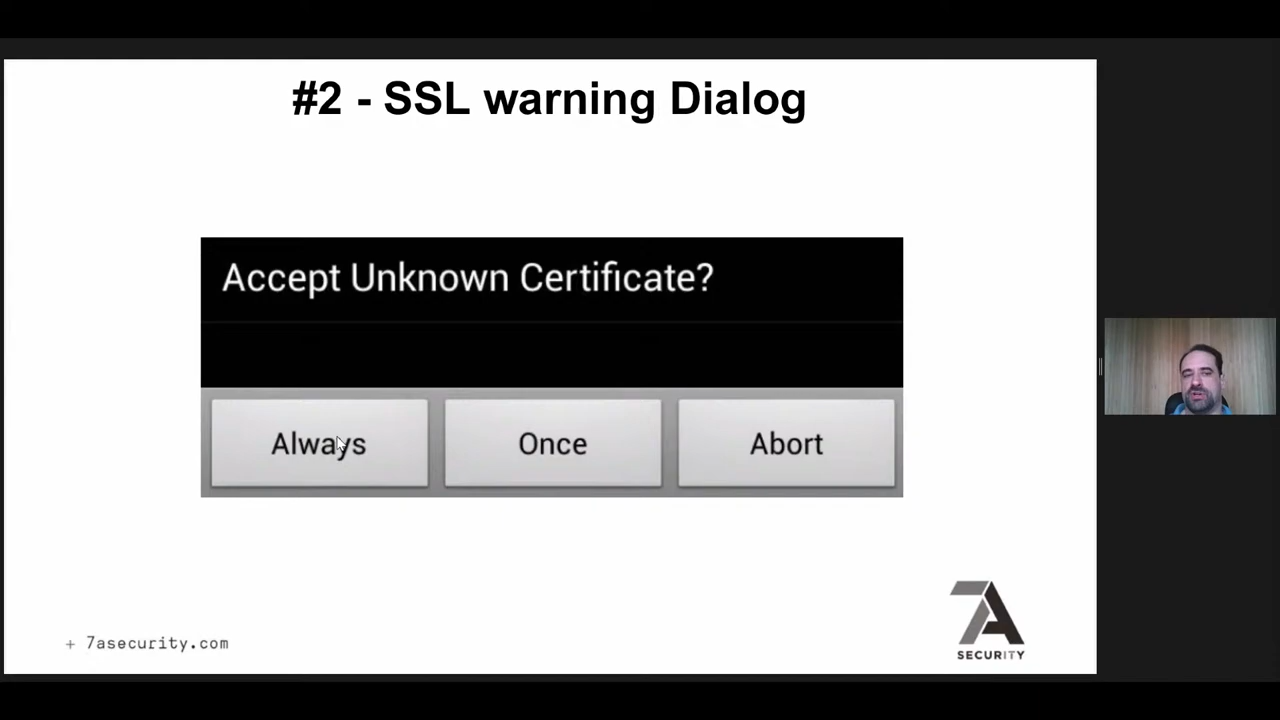 #2 - SSL warning Dialog
Accept Unknown Certificate?
Always
Once
Abort
+ 7asecurity.com
7A
SECURITY